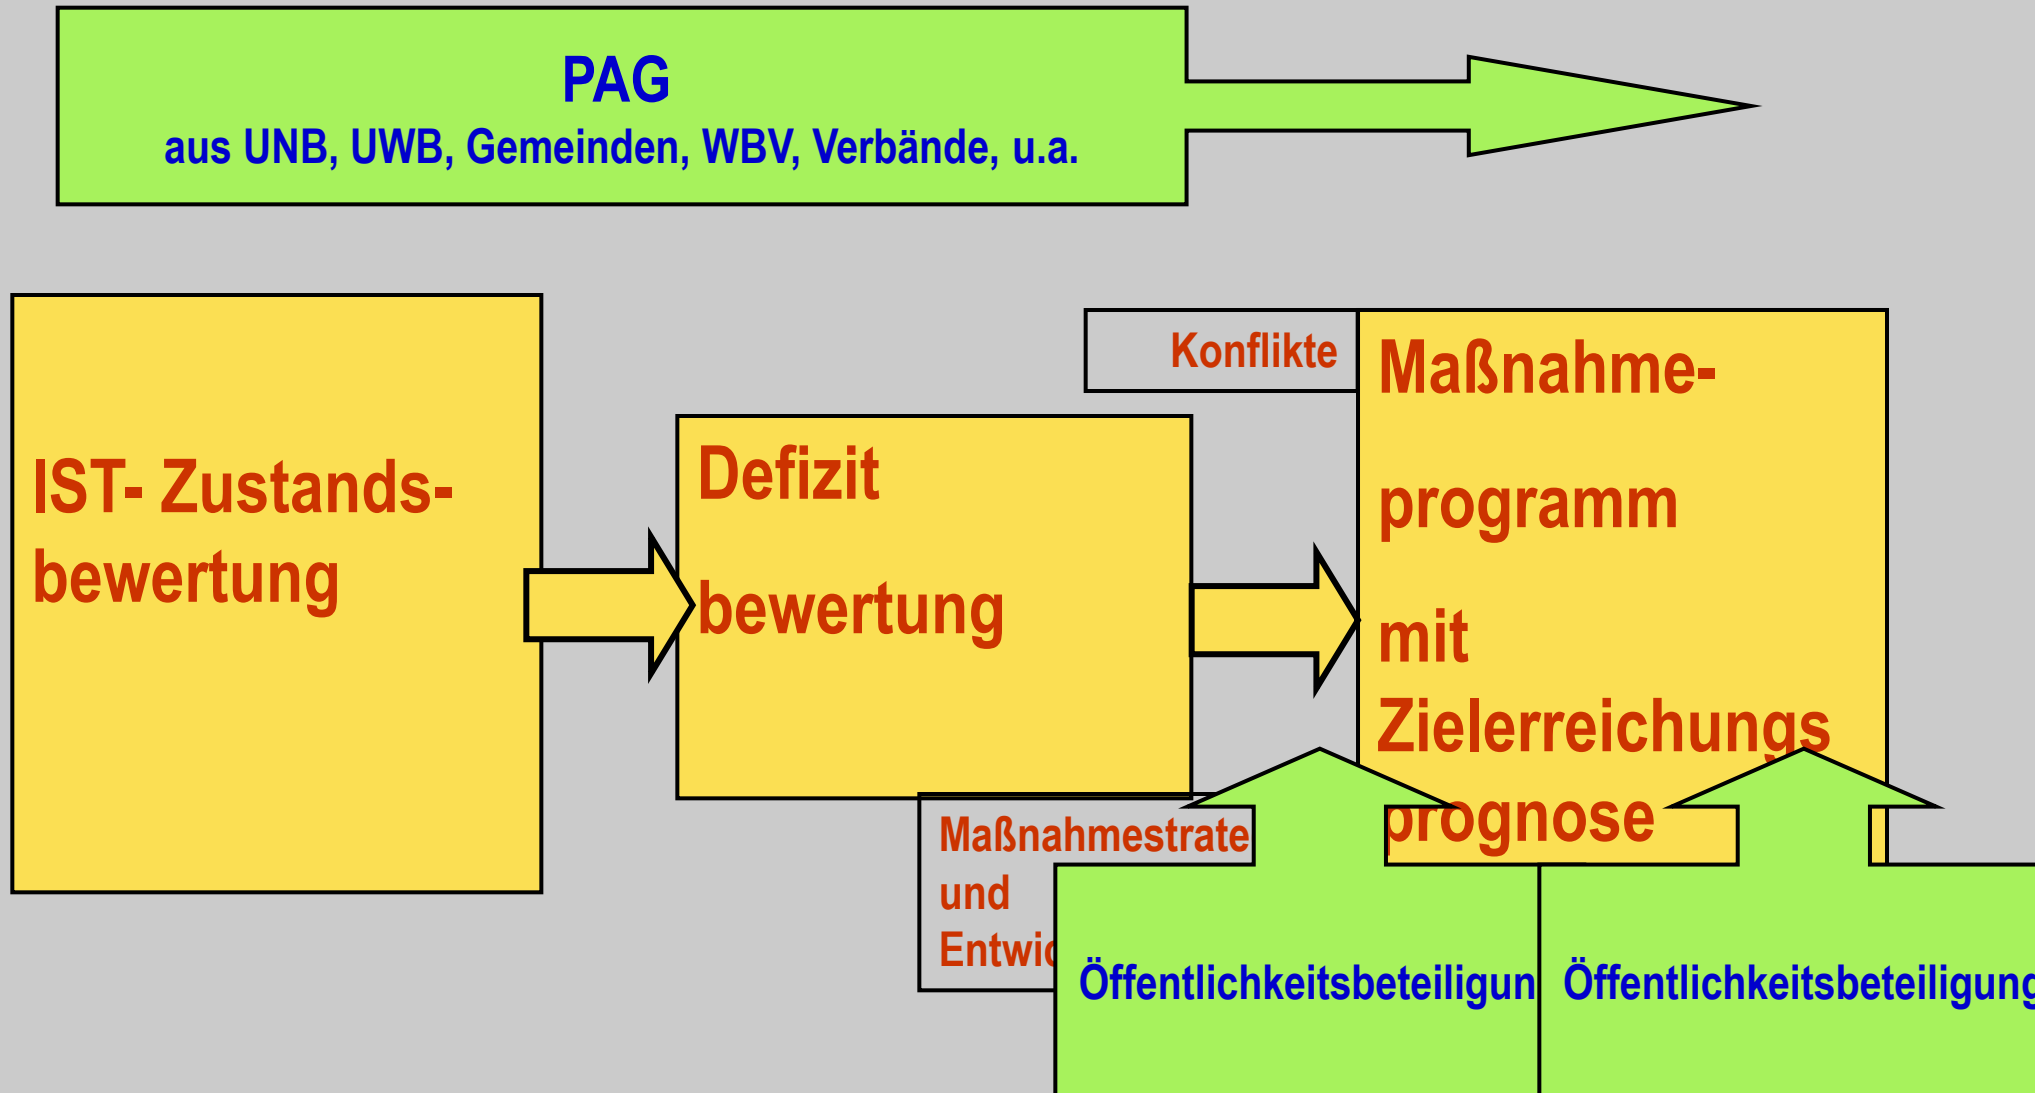 PAG
aus UNB, UWB, Gemeinden, WBV, Verbände, u.a.
IST- Zustands-
bewertung
Defizit
bewertung
Konflikte
Maßnahme-
programm
mit
Zielerreichungs
prognose
Maßnahmestrate
und
Entwic
Öffentlichkeitsbeteiligun
Öffentlichkeitsbeteiligung